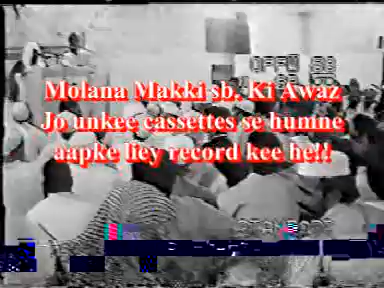 Molana Makki sb. Ki Awaz
Jo unkee cassettes se humne
aapke liey record kee he!!